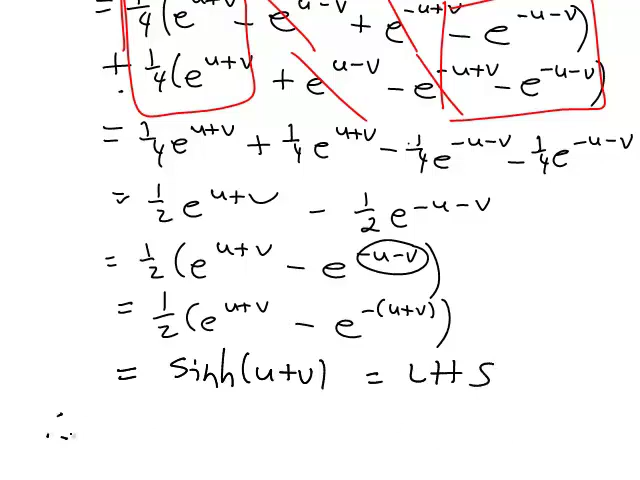 = 1/4(e^{u+v} - e^{u-v} + e^{-u+v} - e^{-u-v})
+ 1/4(e^{u+v} + e^{u-v} - e^{-u+v} - e^{-u-v})
= 1/4 e^{u+v} + 1/4 e^{u+v} - 1/4 e^{-u-v} - 1/4 e^{-u-v}
= 1/2 e^{u+v} - 1/2 e^{-u-v}
= 1/2 (e^{u+v} - e^{-u-v})
= 1/2 (e^{u+v} - e^{-(u+v)})
= Sinh(u+v) = LHS
∴